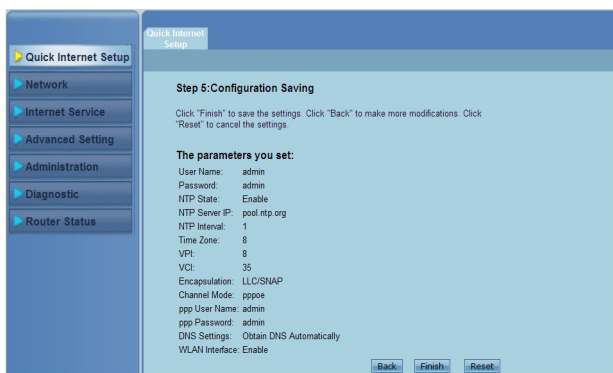 Quick Internet
Setup
Quick Internet Setup
Network
Internet Service
Advanced Setting
Administration
Diagnostic
Router Status
Step 5:Configuration Saving
Click "Finish" to save the settings. Click "Back" to make more modifications. Click
"Reset" to cancel the settings.
The parameters you set:
User Name: admin
Password: admin
NTP State: Enable
NTP Server IP: pool.ntp.org
NTP Interval: 1
Time Zone: 8
VPI: 8
VCI: 35
Encapsulation: LLC/SNAP
Channel Mode: pppoe
ppp User Name: admin
ppp Password: admin
DNS Settings: Obtain DNS Automatically
WLAN Interface: Enable
Back Finish Reset